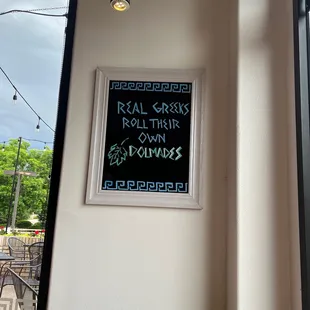 REAL GREEKS
ROLL THEIR
OWN
DOLMADES